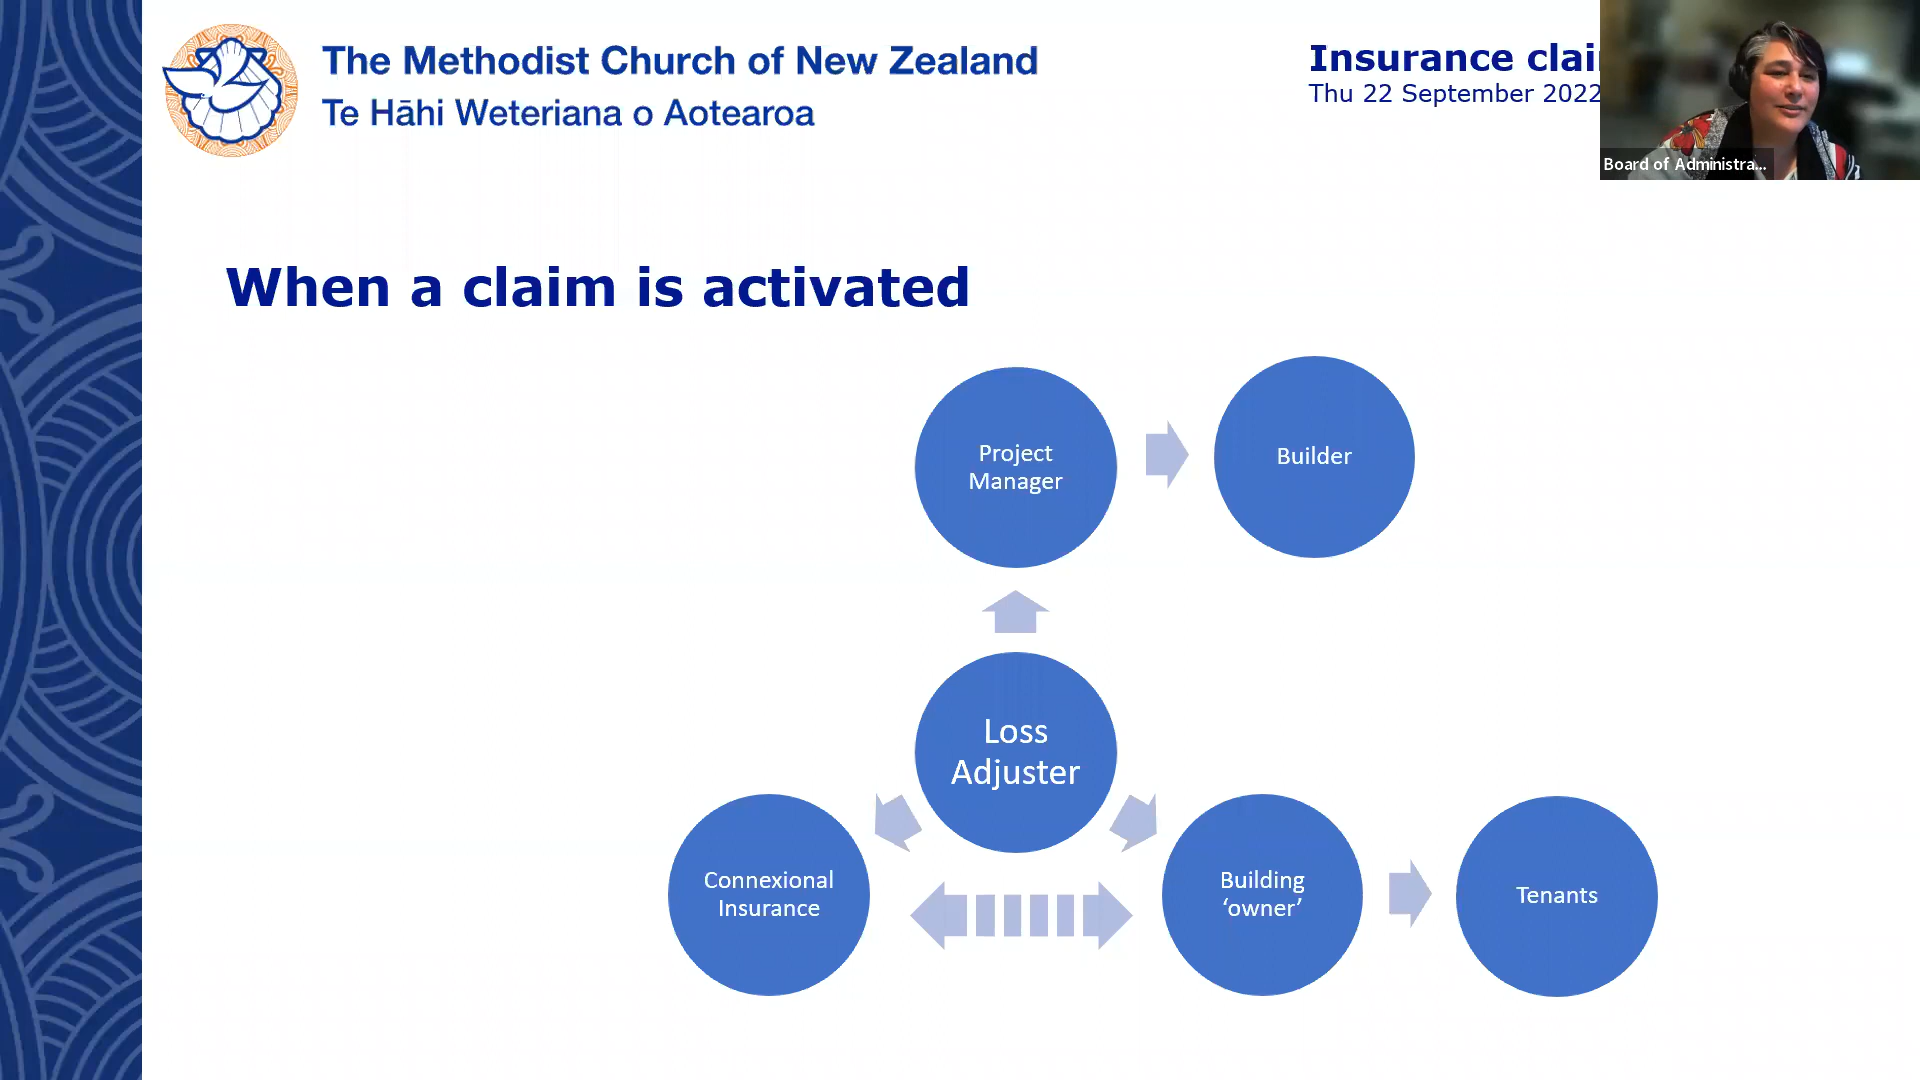 The Methodist Church of New Zealand
Te Hāhi Weteriana o Aotearoa
Insurance clai
Thu 22 September 2022
Board of Administra...
When a claim is activated
Project
Manager
Builder
Loss
Adjuster
Connexional
Insurance
Building
‘owner’
Tenants